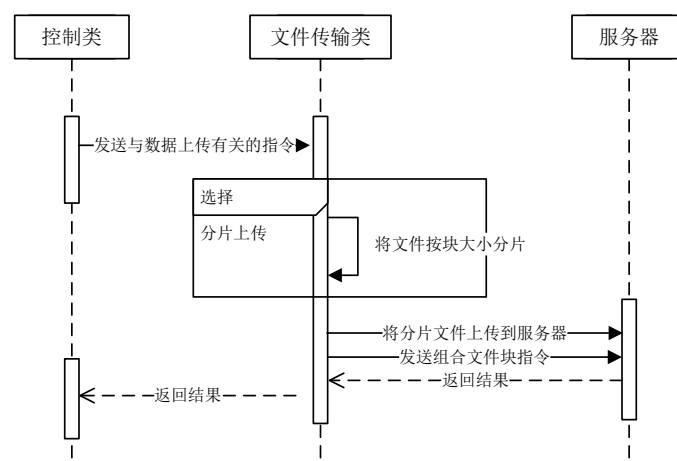 控制类
文件传输类
服务器
发送与数据上传有关的指令
选择
分片上传
将文件按块大小分片
将分片文件上传到服务器
发送组合文件块指令
返回结果
返回结果